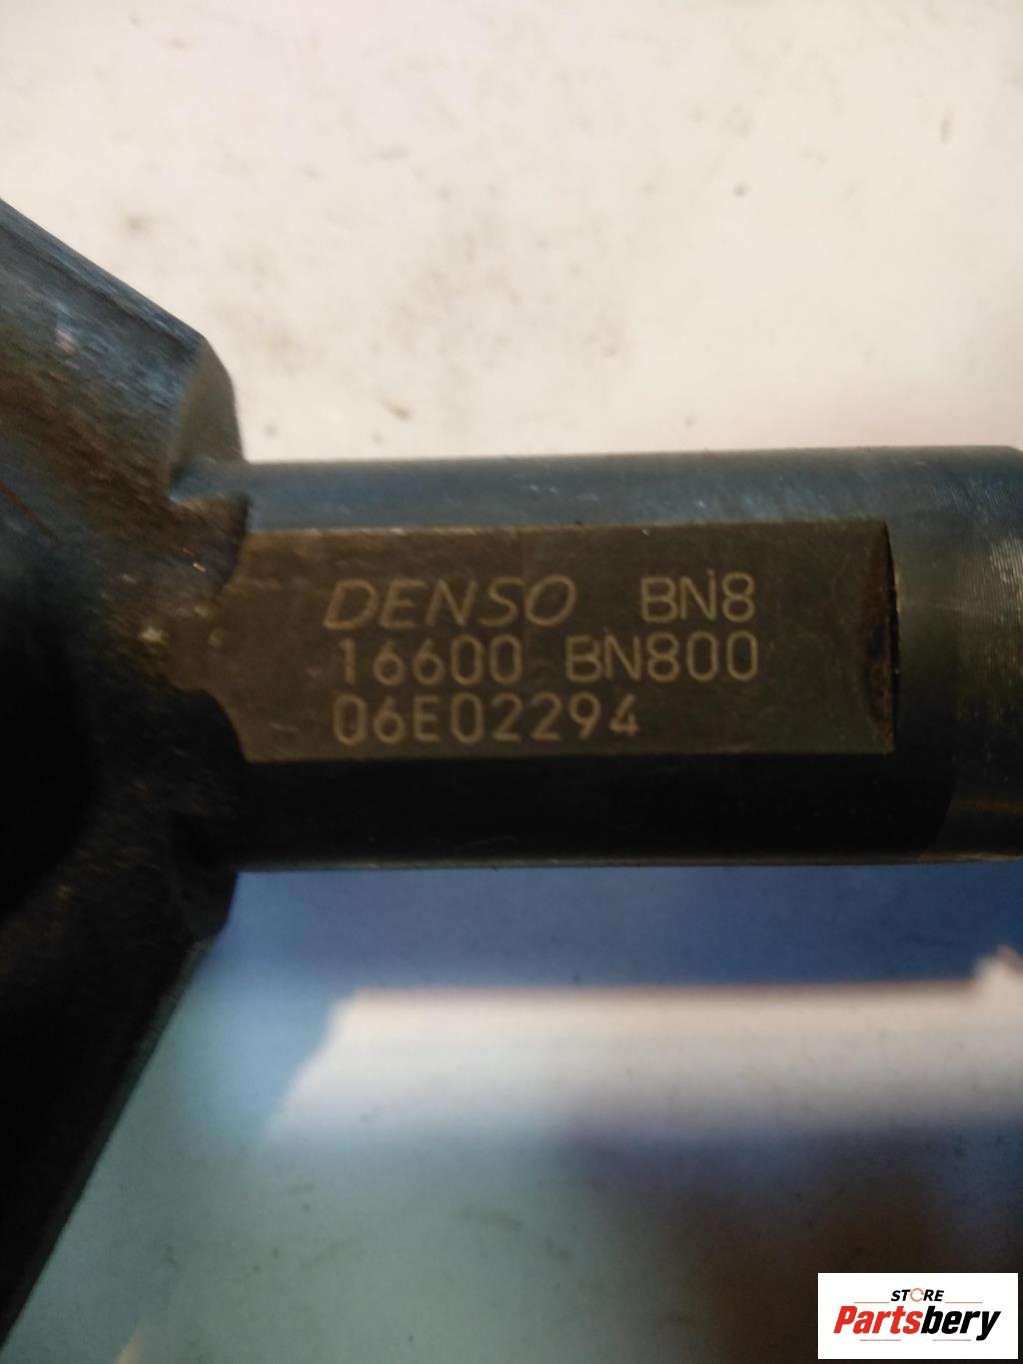 DENSO BN8
16600 BN800
06E02294
STORE
Partsbery